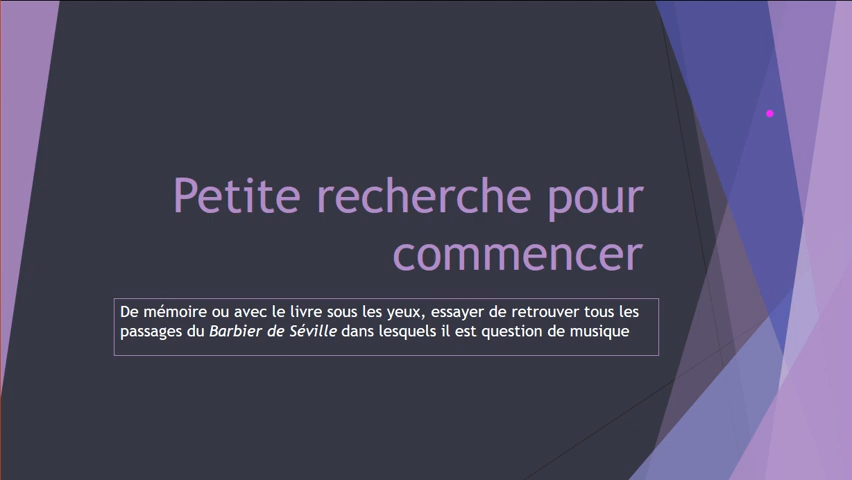 Petite recherche pour
commencer
De mémoire ou avec le livre sous les yeux, essayer de retrouver tous les
passages du Barbier de Séville dans lesquels il est question de musique